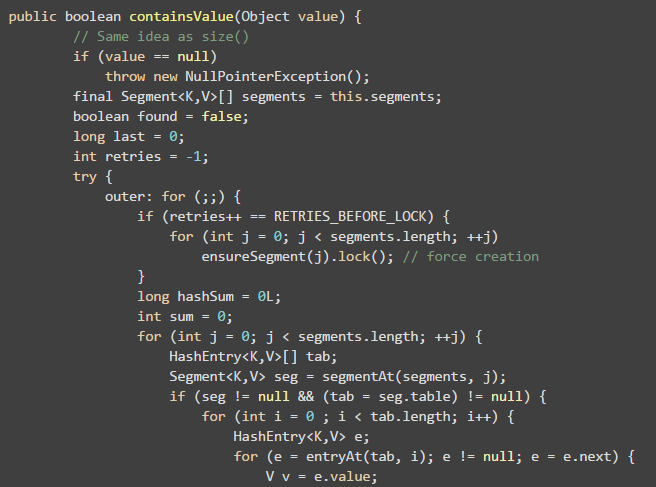 public boolean containsValue(Object value) {
// Same idea as size()
if (value == null)
throw new NullPointerException();
final Segment<K,V>[] segments = this.segments;
boolean found = false;
long last = 0;
int retries = -1;
try {
outer: for (;;) {
if (retries++ == RETRIES_BEFORE_LOCK) {
for (int j = 0; j < segments.length; ++j)
ensureSegment(j).lock(); // force creation
}
long hashSum = 0L;
int sum = 0;
for (int j = 0; j < segments.length; ++j) {
HashEntry<K,V>[] tab;
Segment<K,V> seg = segmentAt(segments, j);
if (seg != null && (tab = seg.table) != null) {
for (int i = 0 ; i < tab.length; i++) {
HashEntry<K,V> e;
for (e = entryAt(tab, i); e != null; e = e.next) {
V v = e.value;